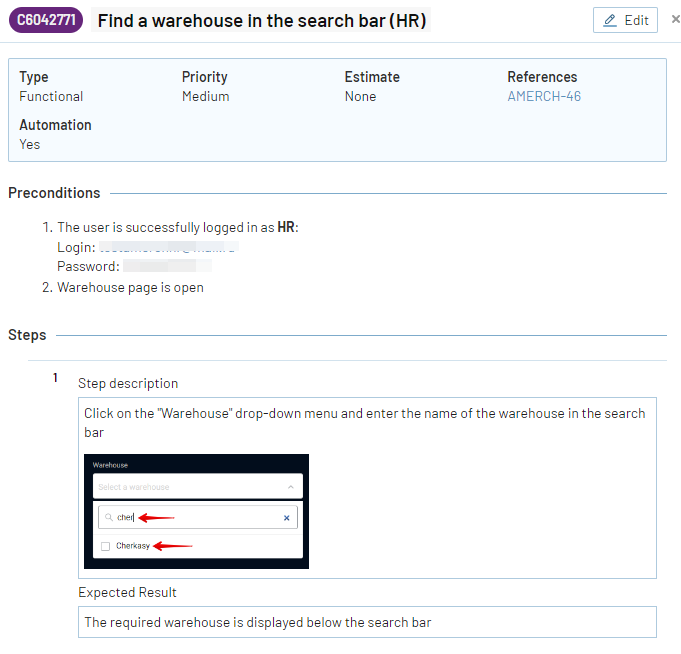 C6042771 Find a warehouse in the search bar (HR) Edit
Type Priority Estimate References
Functional Medium None AMERCH-46
Automation
Yes
Preconditions
1. The user is successfully logged in as HR:
Login:
Password:
2. Warehouse page is open
Steps
1
Step description
Click on the "Warehouse" drop-down menu and enter the name of the warehouse in the search
bar
Warehouse
Select a warehouse
cher
Cherkasy
Expected Result
The required warehouse is displayed below the search bar